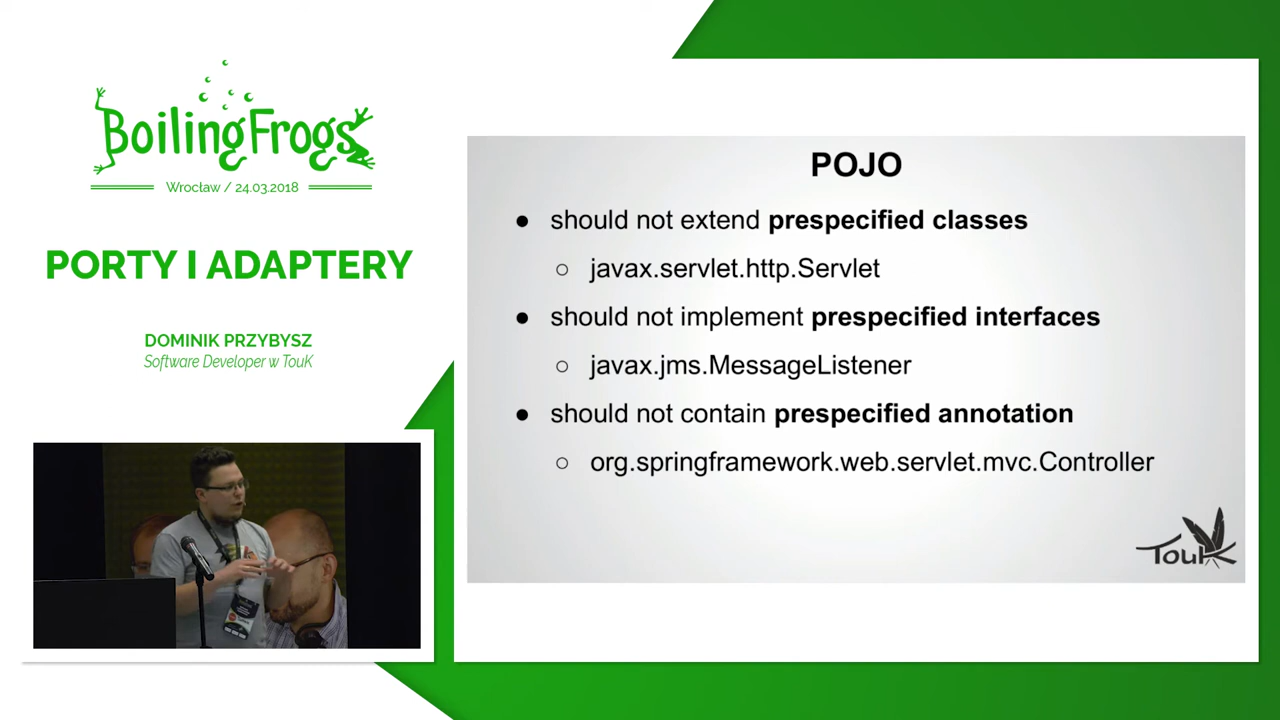 BoilingFrogs
Wrocław / 24.03.2018
PORTY I ADAPTERY
DOMINIK PRZYBYSZ
Software Developer w TouK
POJO
● should not extend prespecified classes
○ javax.servlet.http.Servlet
● should not implement prespecified interfaces
○ javax.jms.MessageListener
● should not contain prespecified annotation
○ org.springframework.web.servlet.mvc.Controller
TouK